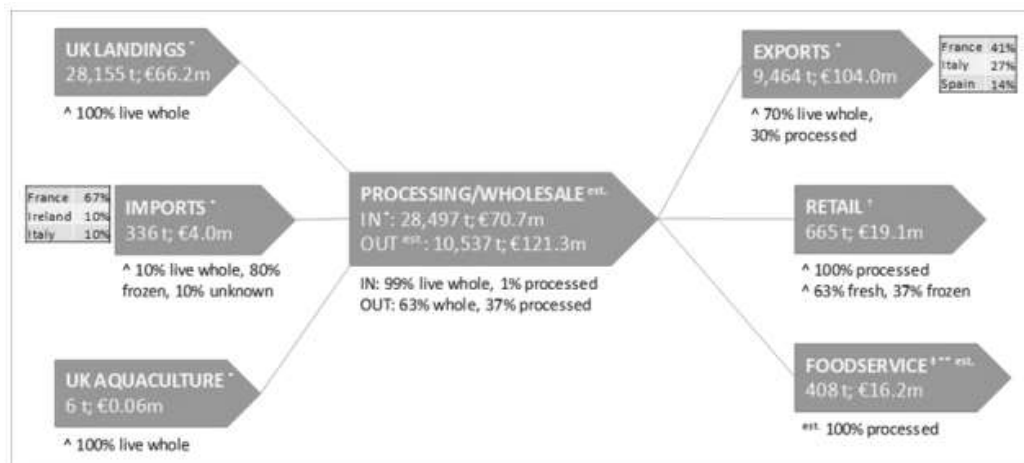 UK LANDINGS *
28,155 t; €66.2m
^ 100% live whole
France 67%
Ireland 10%
Italy 10%
IMPORTS *
336 t; €4.0m
^ 10% live whole, 80%
frozen, 10% unknown
UK AQUACULTURE *
6 t; €0.06m
^ 100% live whole
PROCESSING/WHOLESALE est.
IN*: 28,497 t; €70.7m
OUT est.: 10,537 t; €121.3m
IN: 99% live whole, 1% processed
OUT: 63% whole, 37% processed
EXPORTS *
9,464 t; €104.0m
France 41%
Italy 27%
Spain 14%
^ 70% live whole,
30% processed
RETAIL †
665 t; €19.1m
^ 100% processed
^ 63% fresh, 37% frozen
FOODSERVICE ‡ ** est.
408 t; €16.2m
est. 100% processed